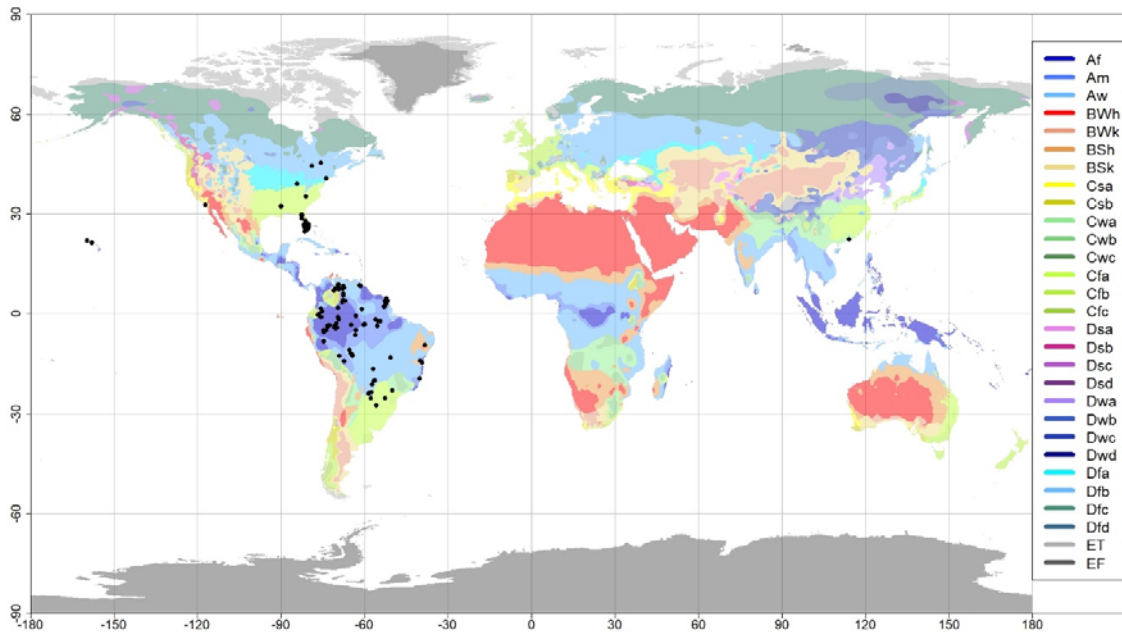 90
60
30
0
-30
-60
-90
-180
-150
-120
-90
-60
-30
0
30
60
90
120
150
180
Af
Am
Aw
BWh
BWk
BSh
BSk
Csa
Csb
Cwa
Cwb
Cwc
Cfa
Cfb
Cfc
Dsa
Dsb
Dsc
Dsd
Dwa
Dwb
Dwc
Dwd
Dfa
Dfb
Dfc
Dfd
ET
EF